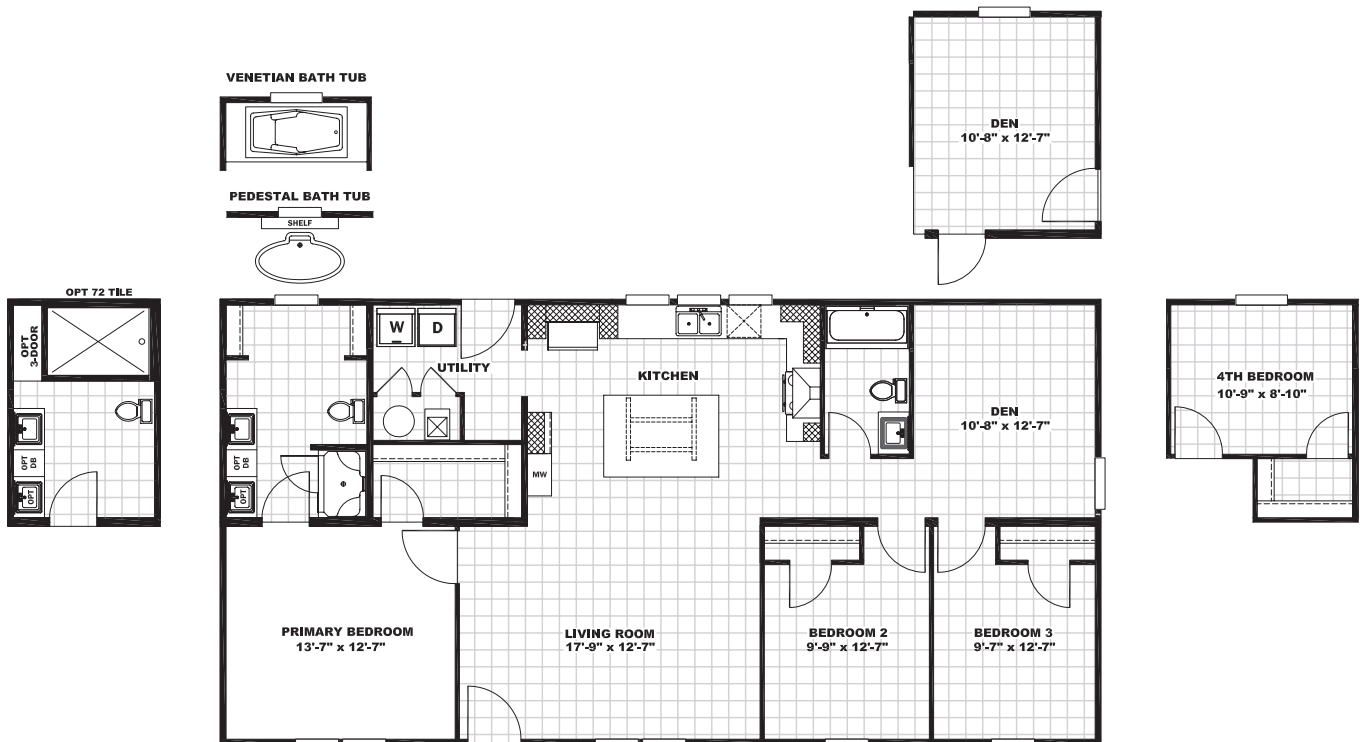 VENETIAN BATH TUB
PEDESTAL BATH TUB
SHELF
DEN
10'-8" x 12'-7"
OPT 72 TILE
OPT
3-DOOR
OPT
DB
OPT
W
D
UTILITY
OPT
DB
OPT
KITCHEN
MW
DEN
10'-8" x 12'-7"
4TH BEDROOM
10'-9" x 8'-10"
PRIMARY BEDROOM
13'-7" x 12'-7"
LIVING ROOM
17'-9" x 12'-7"
BEDROOM 2
9'-9" x 12'-7"
BEDROOM 3
9'-7" x 12'-7"